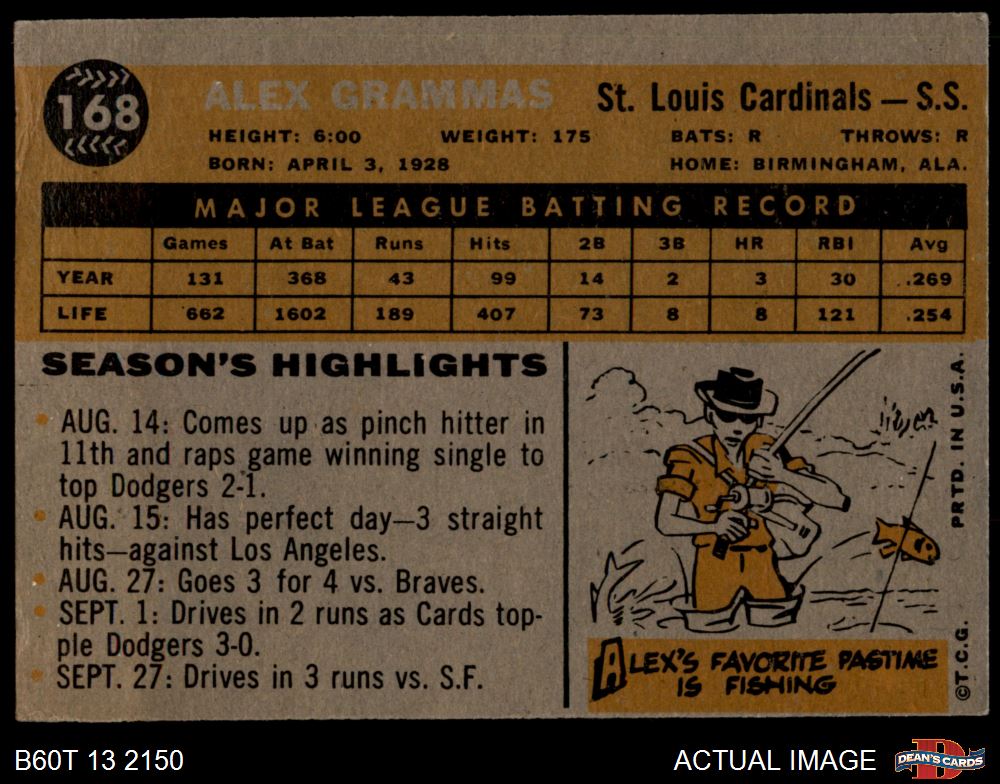 168
ALEX GRAMMAS St. Louis Cardinals — S.S.
HEIGHT: 6:00 WEIGHT: 175 BATS: R THROWS: R
BORN: APRIL 3, 1928 HOME: BIRMINGHAM, ALA.
MAJOR LEAGUE BATTING RECORD
Games At Bat Runs Hits 2B 3B HR RBI Avg
YEAR 131 368 43 99 14 2 3 30 .269
LIFE 662 1602 189 407 73 8 8 121 .254
SEASON'S HIGHLIGHTS
• AUG. 14: Comes up as pinch hitter in
11th and raps game winning single to
top Dodgers 2-1.
• AUG. 15: Has perfect day—3 straight
hits—against Los Angeles.
• AUG. 27: Goes 3 for 4 vs. Braves.
• SEPT. 1: Drives in 2 runs as Cards top-
ple Dodgers 3-0.
• SEPT. 27: Drives in 3 runs vs. S.F.
ALEX'S FAVORITE PASTIME
IS FISHING
PRTD. IN U.S.A.
©T.C.G.
B60T 13 2150
ACTUAL IMAGE
D
DEAN'S CARDS